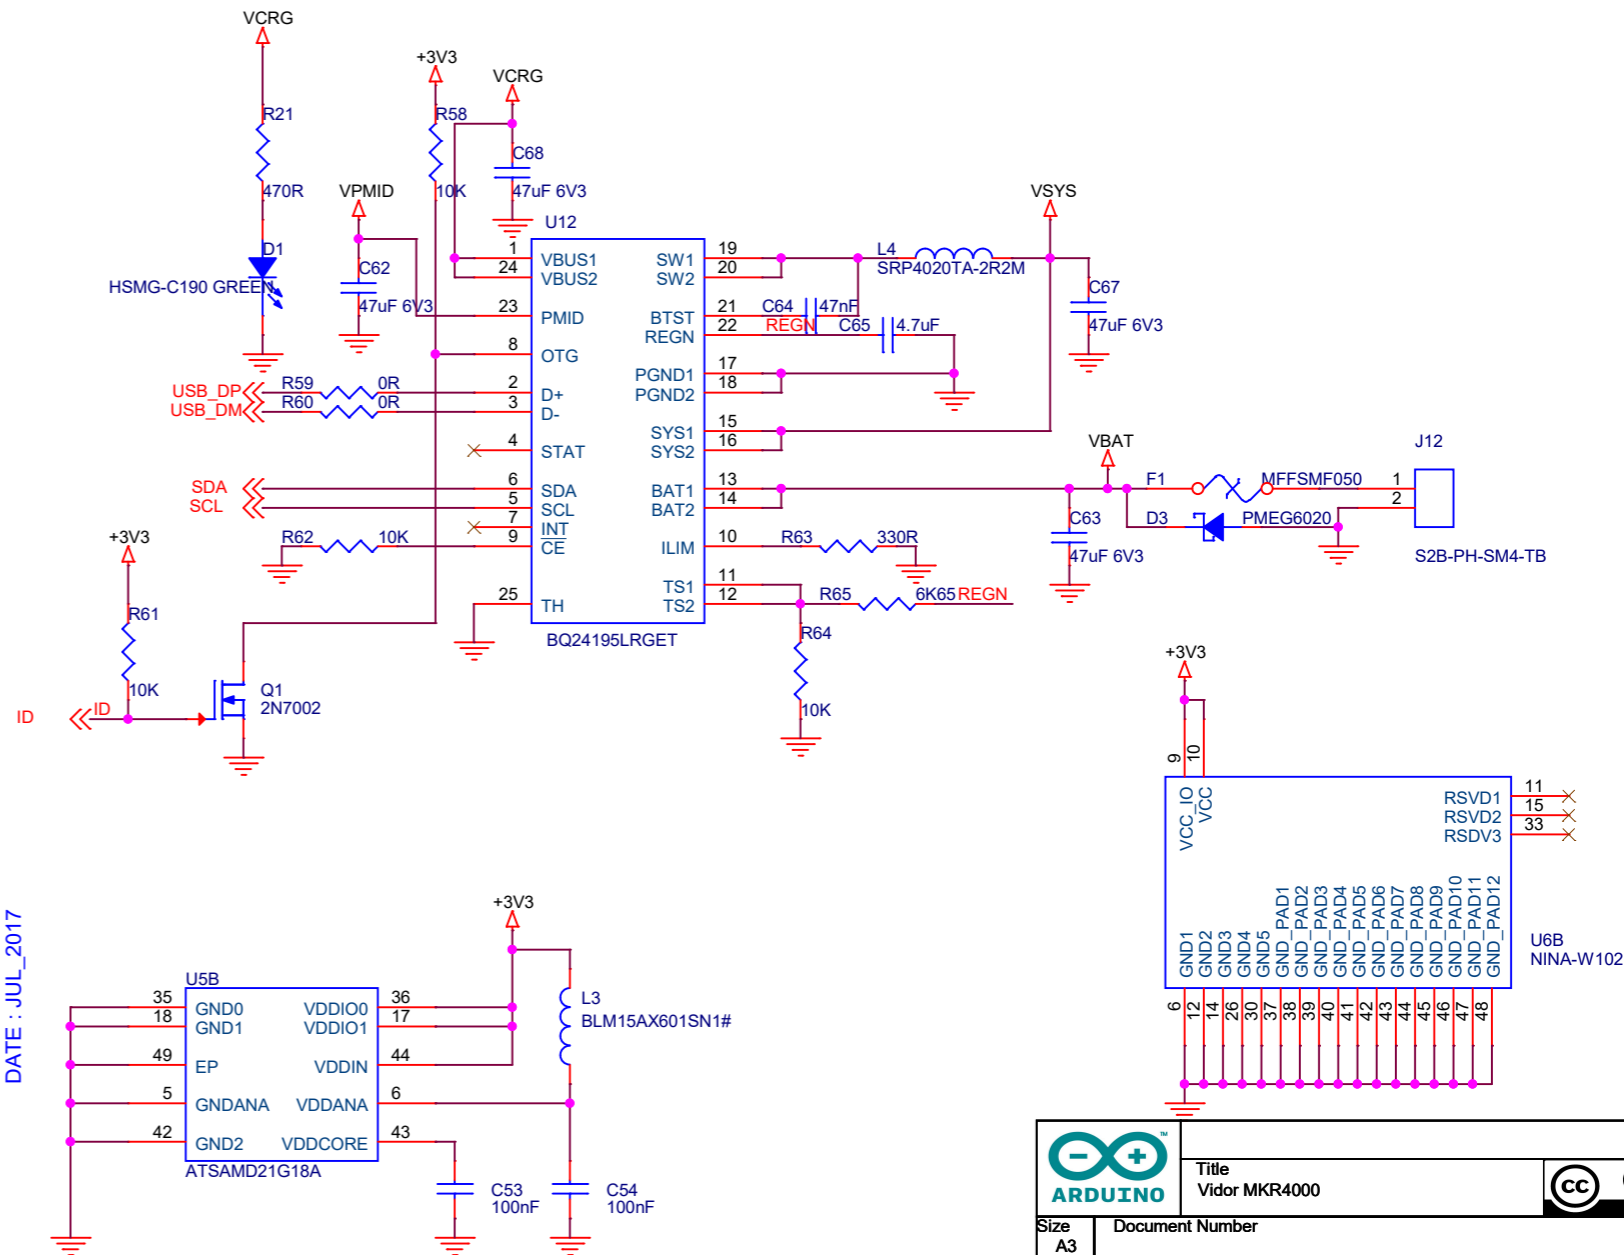 VCRG
+3V3
VCRG
R21
470R
D1
HSMG-C190 GREEN
VPMID
C62
47uF 6V3
R58
10K
C68
47uF 6V3
U12
1 VBUS1
24 VBUS2
23 PMID
8 OTG
2 D+
3 D-
4 STAT
6 SDA
5 SCL
7 INT
9 CE
25 TH
SW1 19
SW2 20
BTST 21
REGN 22
PGND1 17
PGND2 18
SYS1 15
SYS2 16
BAT1 13
BAT2 14
ILIM 10
TS1 11
TS2 12
BQ24195LRGET
USB_DP R59 0R
USB_DM R60 0R
SDA
SCL
R62 10K
+3V3
R61
10K
ID ID
Q1
2N7002
VSYS
L4
SRP4020TA-2R2M
C64 47nF
REGN C65 4.7uF
C67
47uF 6V3
VBAT
F1 MFFSMF050
D3 PMEG6020
C63
47uF 6V3
J12
1
2
S2B-PH-SM4-TB
R63 330R
R65 6K65 REGN
R64
10K
+3V3
9 VCC_IO
10 VCC
RSVD1 11
RSVD2 15
RSDV3 33
GND1 6
GND2 12
GND3 14
GND4 26
GND5 30
GND_PAD1 37
GND_PAD2 38
GND_PAD3 39
GND_PAD4 40
GND_PAD5 41
GND_PAD6 42
GND_PAD7 43
GND_PAD8 44
GND_PAD9 45
GND_PAD10 46
GND_PAD11 47
GND_PAD12 48
U6B
NINA-W102
DATE : JUL_2017
+3V3
U5B
35 GND0
18 GND1
49 EP
5 GNDANA
42 GND2
VDDIO0 36
VDDIO1 17
VDDIN 44
VDDANA 6
VDDCORE 43
ATSAMD21G18A
L3
BLM15AX601SN1#
C53
100nF
C54
100nF
ARDUINO
TM
Title
Vidor MKR4000
cc
Size
A3
Document Number